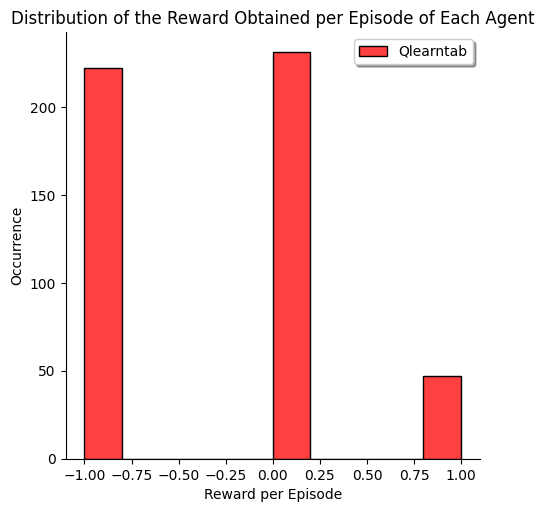 Distribution of the Reward Obtained per Episode of Each Agent
Qlearntab
Occurrence
200
150
100
50
0
−1.00 −0.75 −0.50 −0.25 0.00 0.25 0.50 0.75 1.00
Reward per Episode